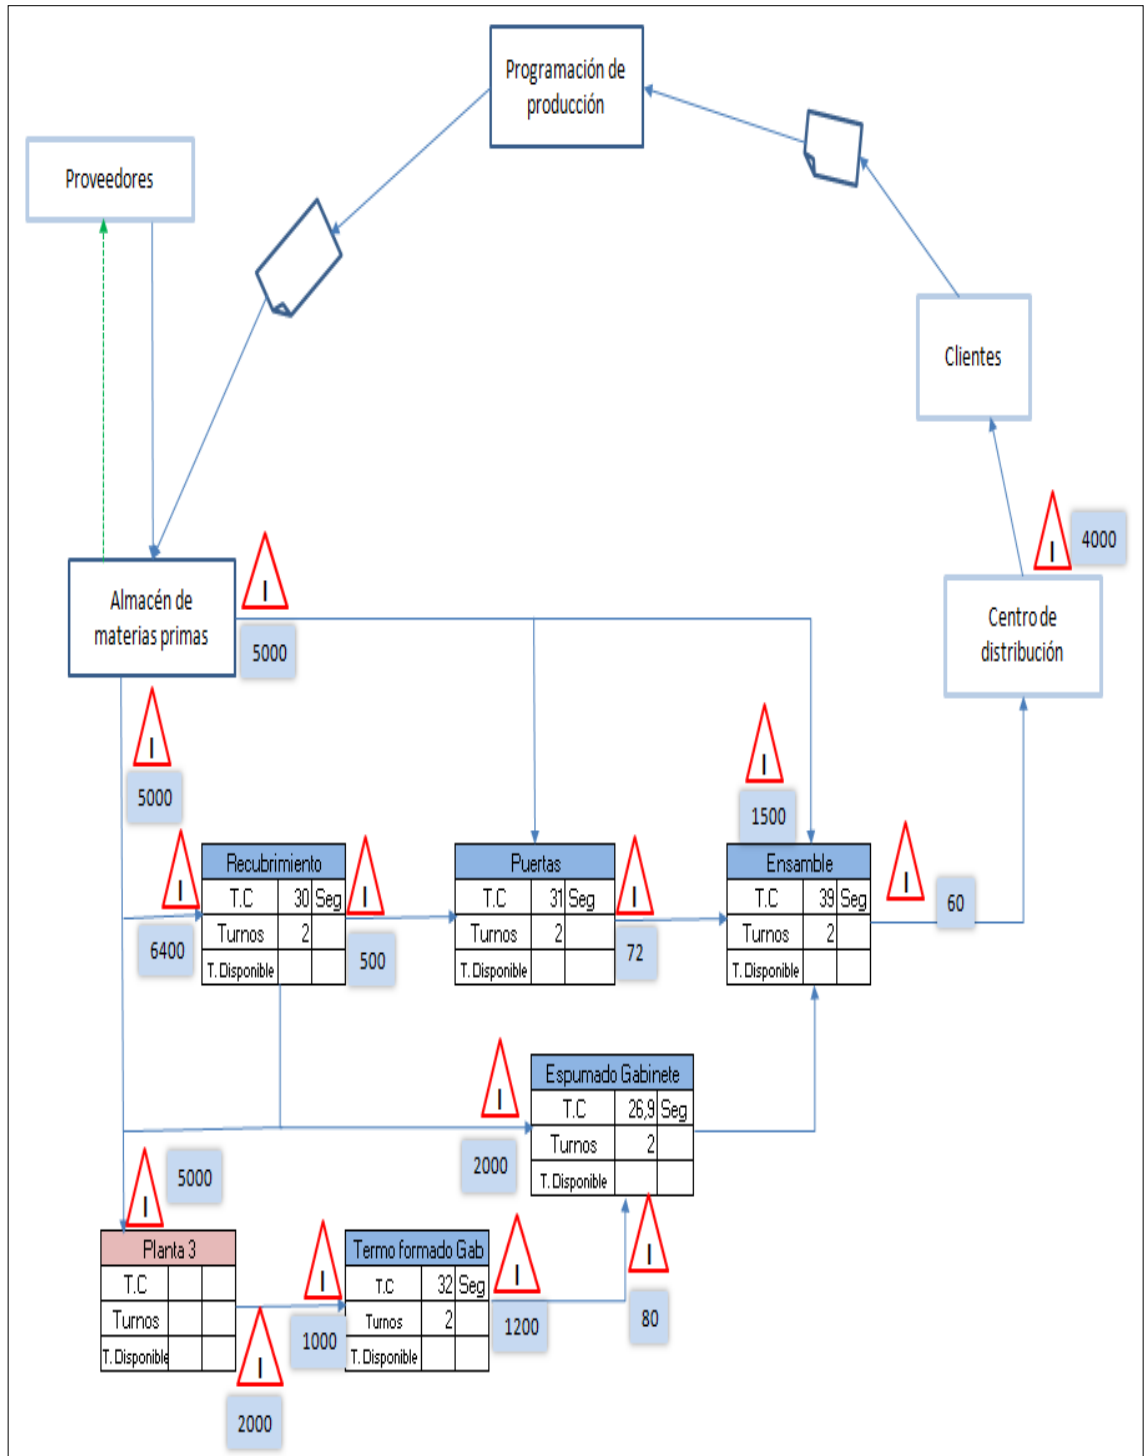 Programación de
producción
Proveedores
Clientes
4000
Almacén de
materias primas
I
I
5000
Centro de
distribución
I
5000
I
1500
I
6400
Recubrimiento
T.C 30 Seg
Turnos 2
T. Disponible
I
500
Puertas
T.C 31 Seg
Turnos 2
T. Disponible
I
72
Ensamble
T.C 39 Seg
Turnos 2
T. Disponible
I
60
I
2000
Espumado Gabinete
T.C 26,9 Seg
Turnos 2
T. Disponible
I
5000
Planta 3
T.C
Turnos
T. Disponible
I
2000
I
1000
Termo formado Gab
T.C 32 Seg
Turnos 2
T. Disponible
I
1200
I
80